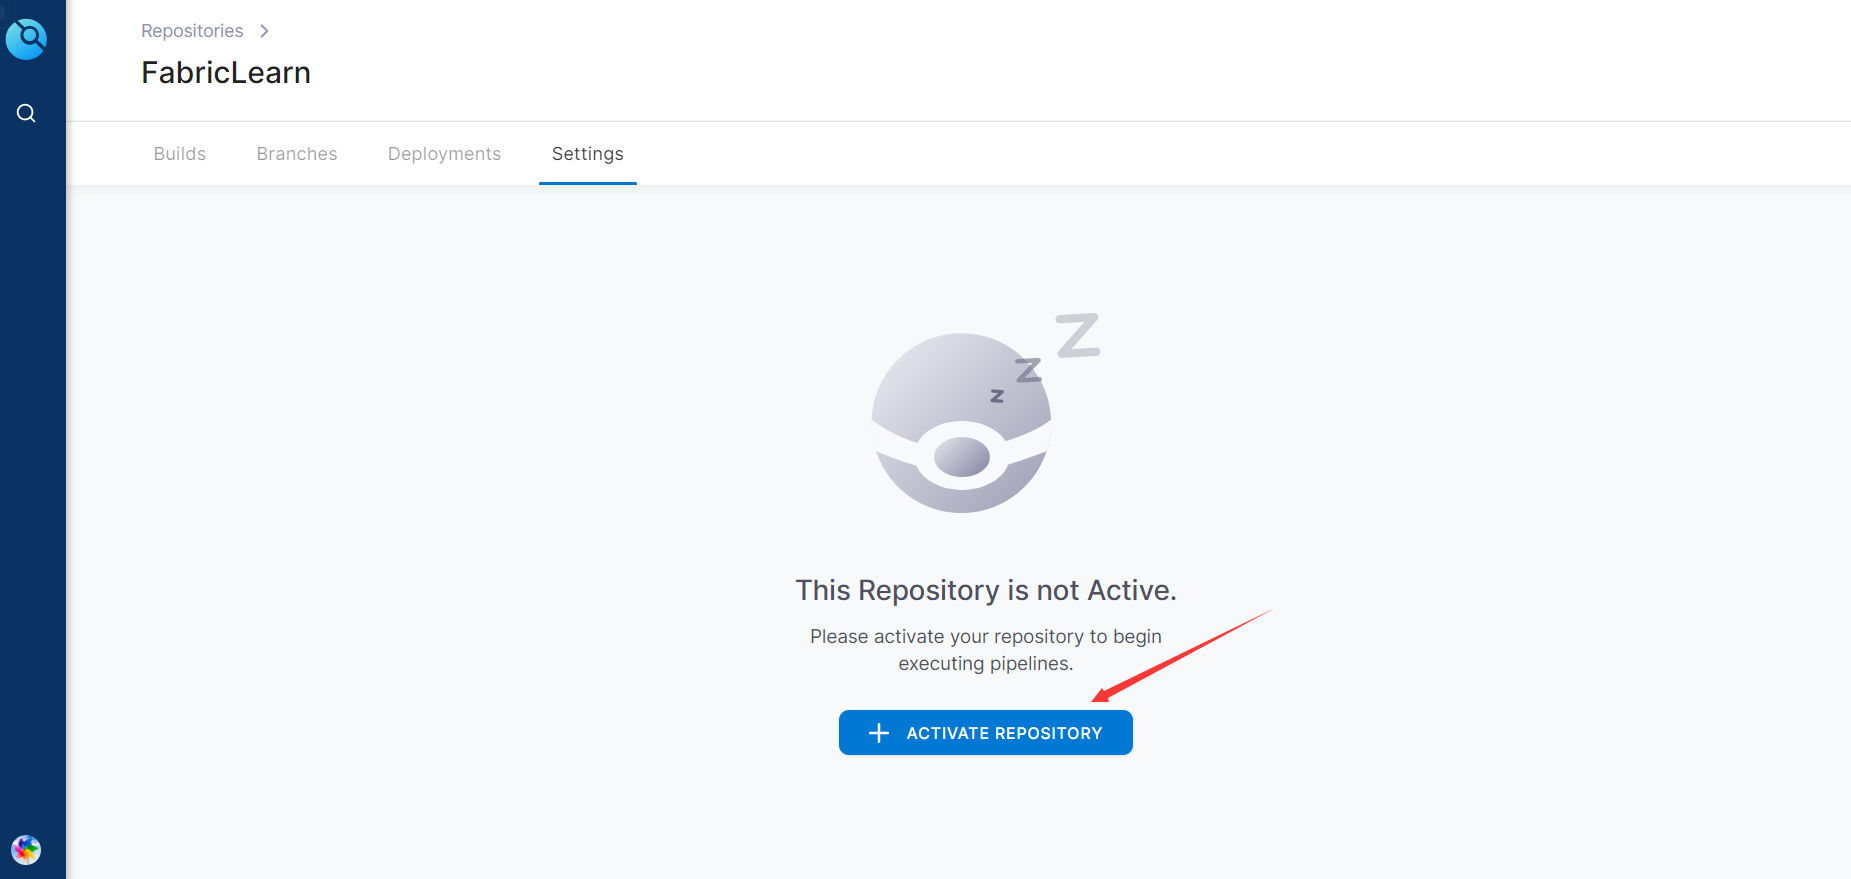 Repositories
FabricLearn
Builds Branches Deployments Settings
z z z
This Repository is not Active.
Please activate your repository to begin
executing pipelines.
ACTIVATE REPOSITORY